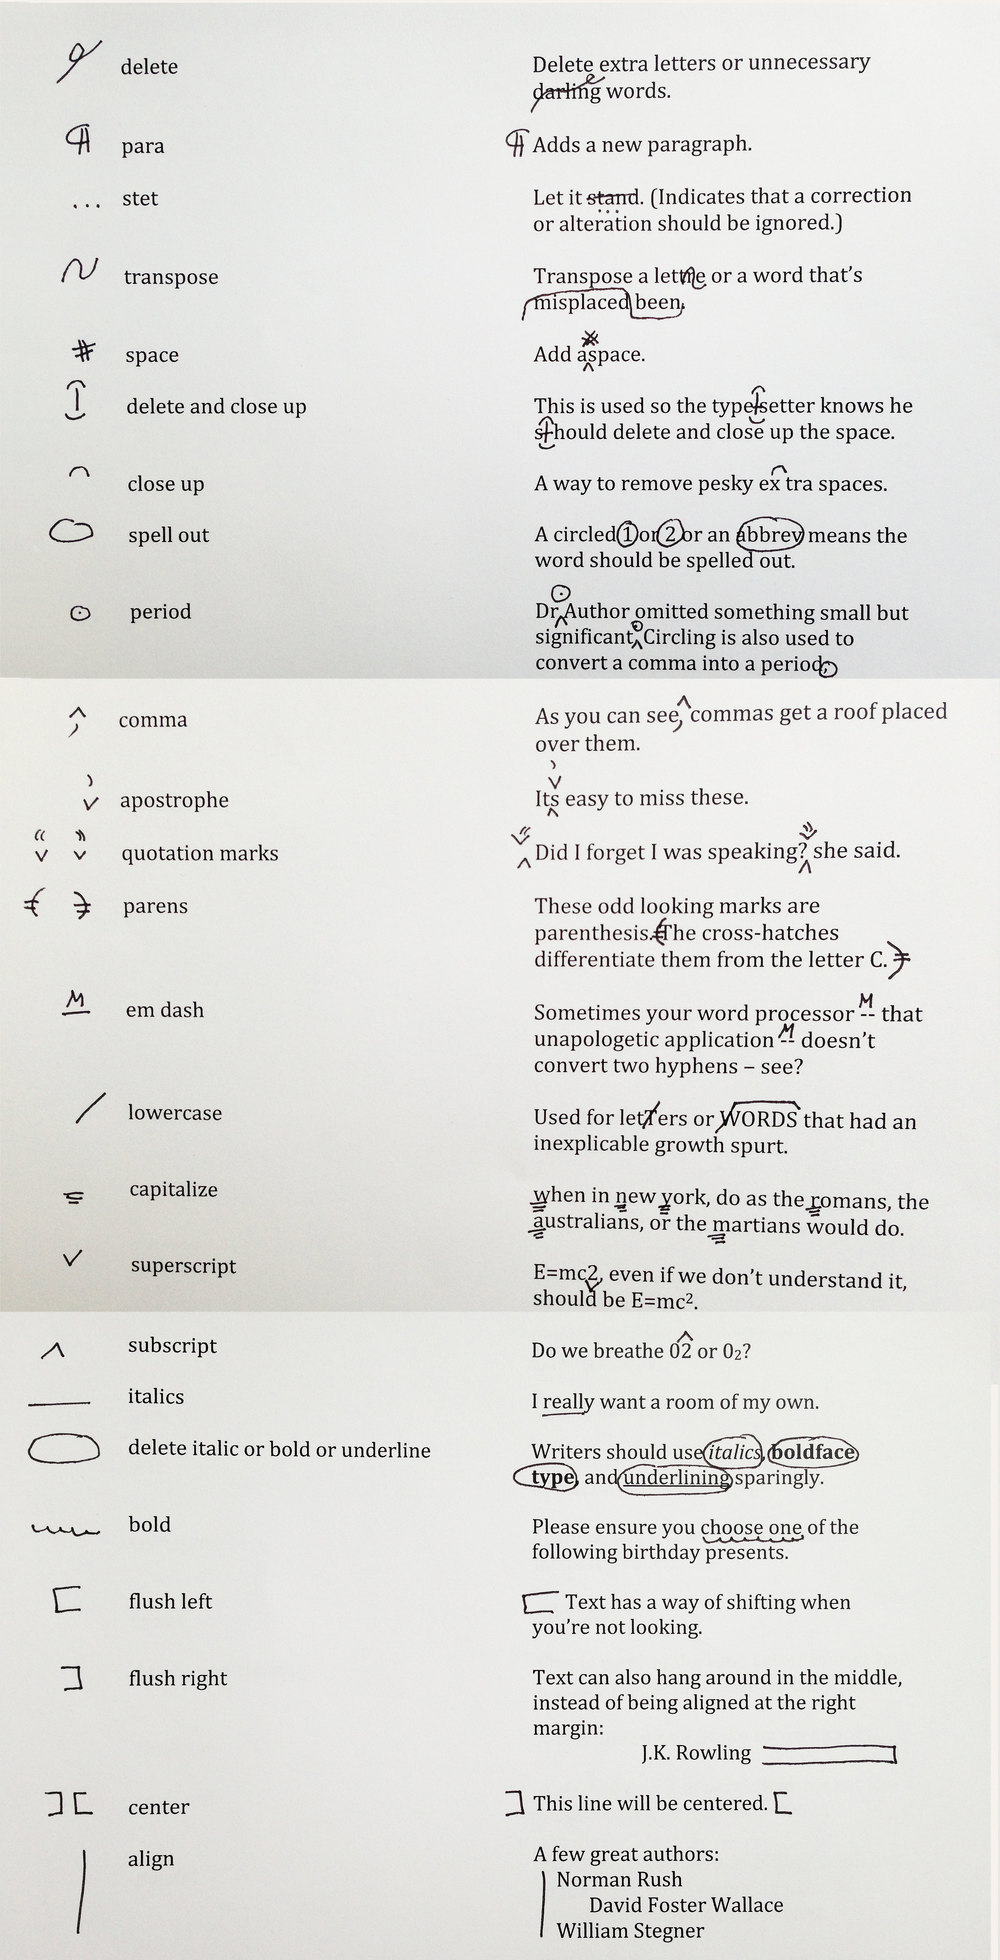 delete Delete extra letters or unnecessary
darling words.
para ¶ Adds a new paragraph.
... stet Let it stand. (Indicates that a correction
or alteration should be ignored.)
transpose Transpose a lettre or a word that's
misplaced been.
# space Add aspace.
#
delete and close up This is used so the type-setter knows he
sthould delete and close up the space.
close up A way to remove pesky ex tra spaces.
spell out A circled 1 or 2 or an abbrev means the
word should be spelled out.
period Dr Author omitted something small but
significant Circling is also used to
convert a comma into a period,
comma As you can see, commas get a roof placed
over them.
apostrophe Its easy to miss these.
quotation marks Did I forget I was speaking? she said.
parens These odd looking marks are
parenthesis. (The cross-hatches
differentiate them from the letter C.)
M em dash Sometimes your word processor -- that
M
unapologetic application -- doesn't
M
convert two hyphens – see?
lowercase Used for letTers or WORDS that had an
inexplicable growth spurt.
capitalize when in new york, do as the romans, the
australians, or the martians would do.
superscript E=mc2, even if we don't understand it,
should be E=mc².
subscript Do we breathe 02 or 0₂?
italics I really want a room of my own.
delete italic or bold or underline Writers should use italics, boldface
type, and underlining sparingly.
bold Please ensure you choose one of the
following birthday presents.
flush left Text has a way of shifting when
you're not looking.
flush right Text can also hang around in the middle,
instead of being aligned at the right
margin:
J.K. Rowling
] [ center ] This line will be centered. [
align A few great authors:
Norman Rush
David Foster Wallace
William Stegner